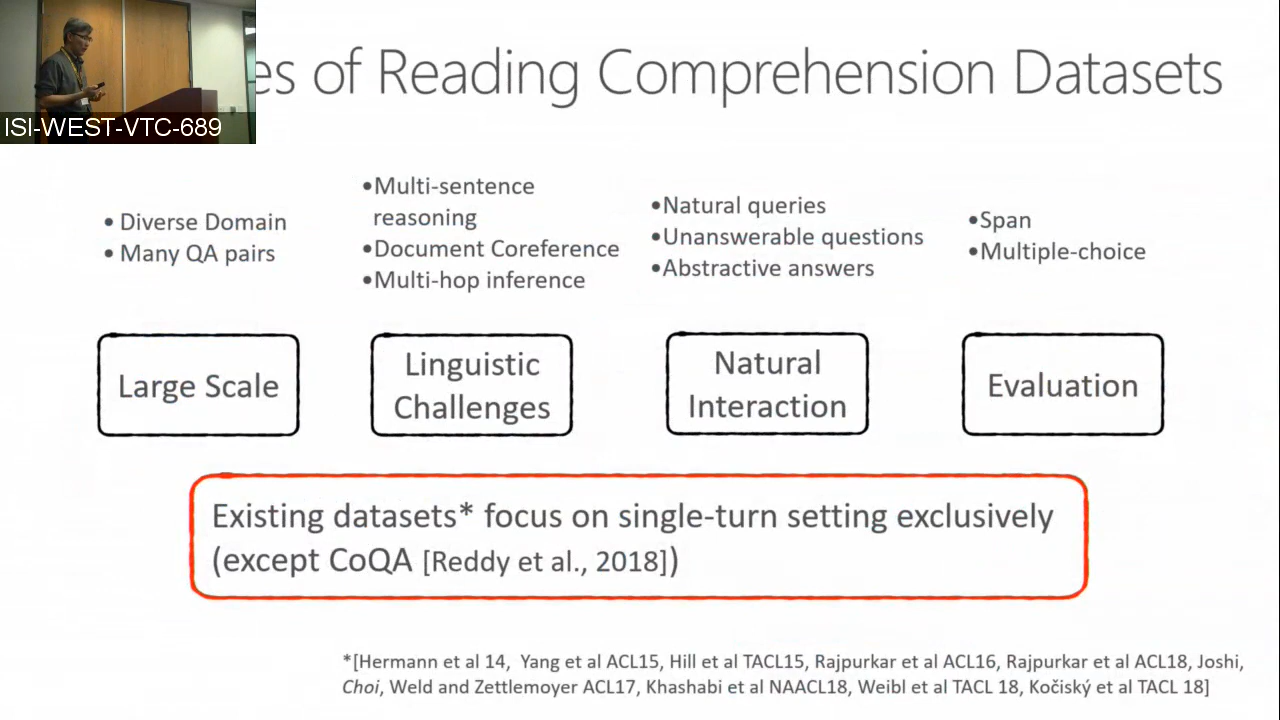 es of Reading Comprehension Datasets
ISI-WEST-VTC-689
• Diverse Domain
• Many QA pairs
•Multi-sentence
reasoning
•Document Coreference
•Multi-hop inference
•Natural queries
•Unanswerable questions
•Abstractive answers
•Span
•Multiple-choice
Large Scale
Linguistic
Challenges
Natural
Interaction
Evaluation
Existing datasets* focus on single-turn setting exclusively
(except CoQA [Reddy et al., 2018])
*[Hermann et al 14, Yang et al ACL15, Hill et al TACL15, Rajpurkar et al ACL16, Rajpurkar et al ACL18, Joshi,
Choi, Weld and Zettlemoyer ACL17, Khashabi et al NAACL18, Weibl et al TACL 18, Kočiský et al TACL 18]